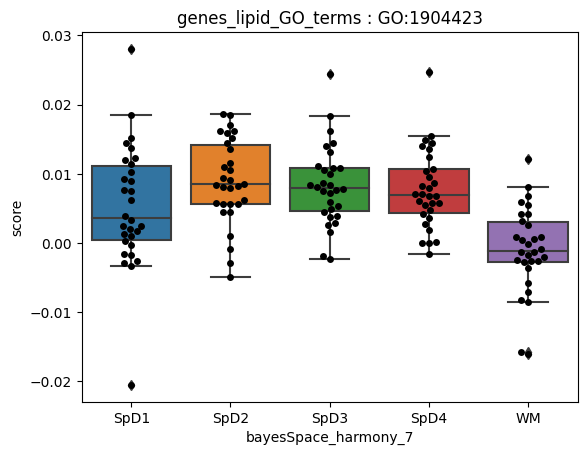 genes_lipid_GO_terms : GO:1904423
0.03
0.02
0.01
0.00
−0.01
−0.02
score
SpD1 SpD2 SpD3 SpD4 WM
bayesSpace_harmony_7